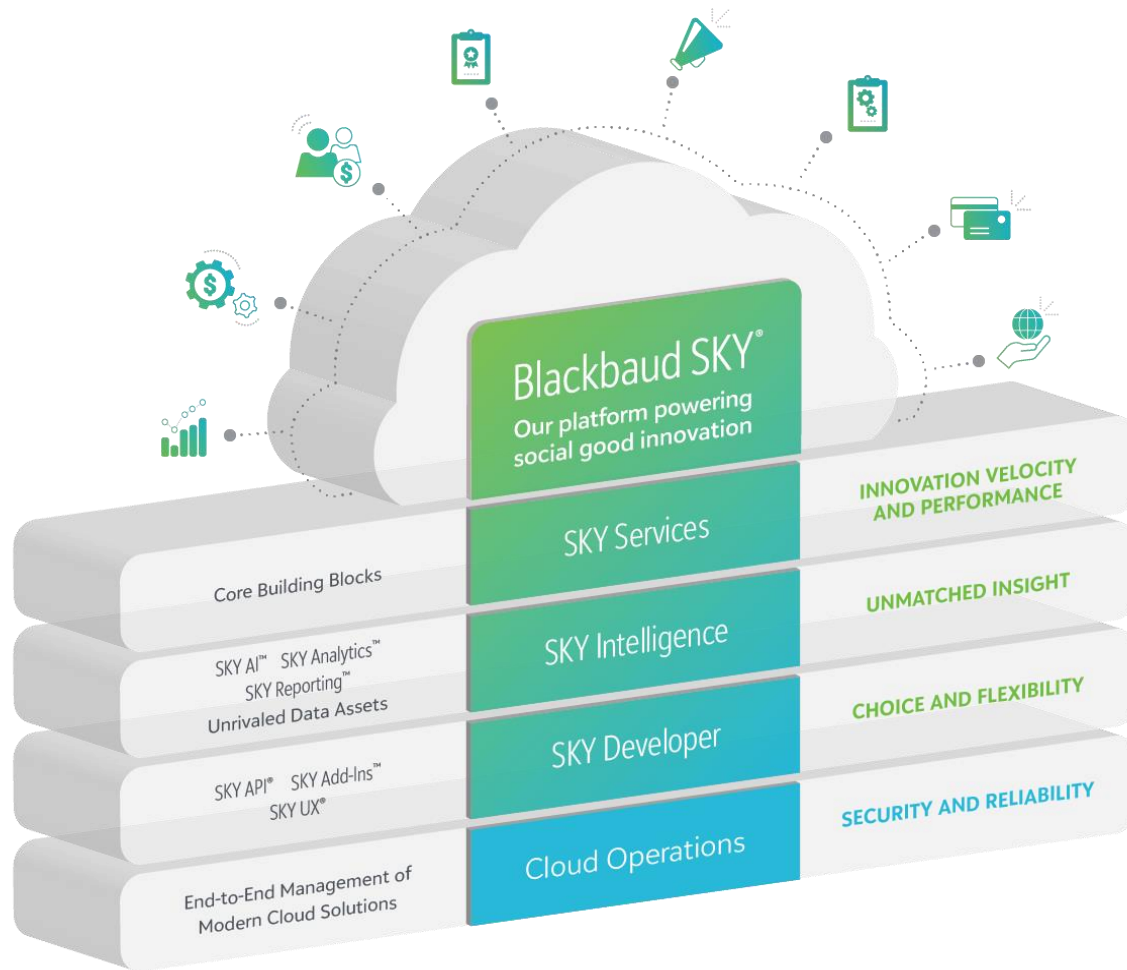 Blackbaud SKY®
Our platform powering
social good innovation
Core Building Blocks
SKY Services
INNOVATION VELOCITY
AND PERFORMANCE
SKY AI™ SKY Analytics™
SKY Reporting™
Unrivaled Data Assets
SKY Intelligence
UNMATCHED INSIGHT
SKY API® SKY Add-Ins™
SKY UX®
SKY Developer
CHOICE AND FLEXIBILITY
End-to-End Management of
Modern Cloud Solutions
Cloud Operations
SECURITY AND RELIABILITY
$
$